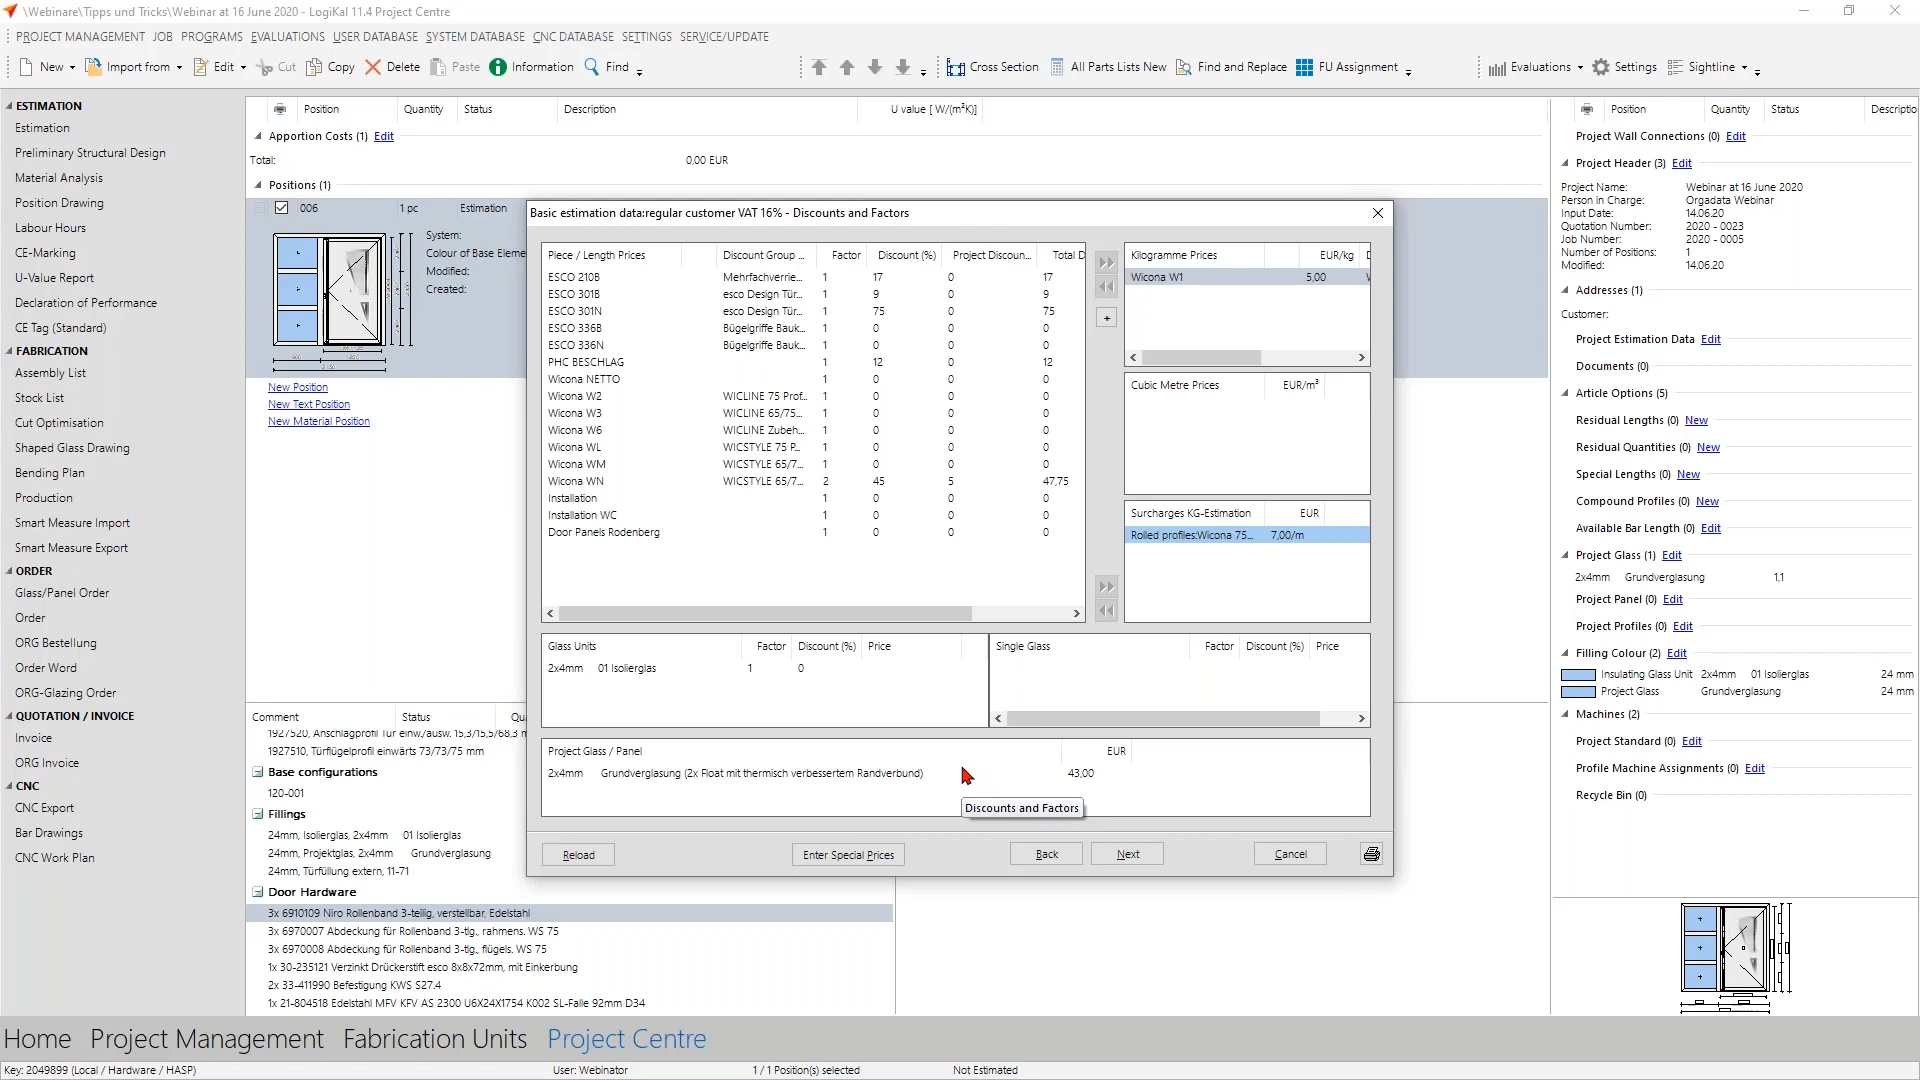 \Webinare\Tipps und Tricks\Webinar at 16 June 2020 - LogiKal 11.4 Project Centre
PROJECT MANAGEMENT JOB PROGRAMS EVALUATIONS USER DATABASE SYSTEM DATABASE CNC DATABASE SETTINGS SERVICE/UPDATE
New Import from Edit Cut Copy Delete Paste Information Find Cross Section All Parts Lists New Find and Replace FU Assignment Evaluations Settings Sightline
ESTIMATION
Estimation
Preliminary Structural Design
Material Analysis
Position Drawing
Labour Hours
CE-Marking
U-Value Report
Declaration of Performance
CE Tag (Standard)
FABRICATION
Assembly List
Stock List
Cut Optimisation
Shaped Glass Drawing
Bending Plan
Production
Smart Measure Import
Smart Measure Export
ORDER
Glass/Panel Order
Order
ORG Bestellung
Order Word
ORG-Glazing Order
QUOTATION / INVOICE
Invoice
ORG Invoice
CNC
CNC Export
Bar Drawings
CNC Work Plan
Position Quantity Status Description U value [ W/(m²K)]
Apportion Costs (1) Edit
Total: 0,00 EUR
Positions (1)
006 1 pc Estimation
System:
Colour of Base Eleme
Modified:
Created:
New Position
New Text Position
New Material Position
Comment Status Qu
1927520, Anschlagprofil für einw./ausw. 15,3/15,5/68,3 m
1927510, Türflügelprofil einwärts 73/73/75 mm
Base configurations
120-001
Fillings
24mm, Isolierglas, 2x4mm 01 Isolierglas
24mm, Projektglas, 2x4mm Grundverglasung
24mm, Türfüllung extern, 11-71
Door Hardware
3x 6910109 Niro Rollenband 3-teilig, verstellbar, Edelstahl
3x 6970007 Abdeckung für Rollenband 3-tlg., rahmens. WS 75
3x 6970008 Abdeckung für Rollenband 3-tlg., flügels. WS 75
1x 30-235121 Verzinkt Drückerstift esco 8x8x72mm, mit Einkerbung
2x 33-411990 Befestigung KWS S27.4
1x 21-804518 Edelstahl MFV KFV AS 2300 U6X24X1754 K002 SL-Falle 92mm D34
Basic estimation data:regular customer VAT 16% - Discounts and Factors
Piece / Length Prices Discount Group ... Factor Discount (%) Project Discoun... Total D
ESCO 210B Mehrfachverrie... 1 17 0 17
ESCO 301B esco Design Tür... 1 9 0 9
ESCO 301N esco Design Tür... 1 75 0 75
ESCO 336B Bügelgriffe Bauk... 1 0 0 0
ESCO 336N Bügelgriffe Bauk... 1 0 0 0
PHC BESCHLAG 1 12 0 12
Wicona NETTO 1 0 0 0
Wicona W2 WICLINE 75 Prof... 1 0 0 0
Wicona W3 WICLINE 65/75... 1 0 0 0
Wicona W6 WICLINE Zubeh... 1 0 0 0
Wicona WL WICSTYLE 75 P... 1 0 0 0
Wicona WM WICSTYLE 65/7... 1 0 0 0
Wicona WN WICSTYLE 65/7... 2 45 5 47,75
Installation 1 0 0 0
Installation WC 1 0 0 0
Door Panels Rodenberg 1 0 0 0
+
Kilogramme Prices EUR/kg
Wicona W1 5,00
Cubic Metre Prices EUR/m³
Surcharges KG-Estimation EUR
Rolled profiles:Wicona 75... 7,00/m
Glass Units Factor Discount (%) Price
2x4mm 01 Isolierglas 1 0
Single Glass Factor Discount (%) Price
Project Glass / Panel EUR
2x4mm Grundverglasung (2x Float mit thermisch verbessertem Randverbund) 43,00
Discounts and Factors
Reload Enter Special Prices Back Next Cancel
Position Quantity Status Descriptio
Project Wall Connections (0) Edit
Project Header (3) Edit
Project Name: Webinar at 16 June 2020
Person in Charge: Orgadata Webinar
Input Date: 14.06.20
Quotation Number: 2020 - 0023
Job Number: 2020 - 0005
Number of Positions: 1
Modified: 14.06.20
Addresses (1)
Customer:
Project Estimation Data Edit
Documents (0)
Article Options (5)
Residual Lengths (0) New
Residual Quantities (0) New
Special Lengths (0) New
Compound Profiles (0) New
Available Bar Length (0) Edit
Project Glass (1) Edit
2x4mm Grundverglasung 1,1
Project Panel (0) Edit
Project Profiles (0) Edit
Filling Colour (2) Edit
Insulating Glass Unit 2x4mm 01 Isolierglas 24 mm
Project Glass Grundverglasung 24 mm
Machines (2)
Project Standard (0) Edit
Profile Machine Assignments (0) Edit
Recycle Bin (0)
Home Project Management Fabrication Units Project Centre
Key: 2049899 (Local / Hardware / HASP) User: Webinator 1 / 1 Position(s) selected Not Estimated